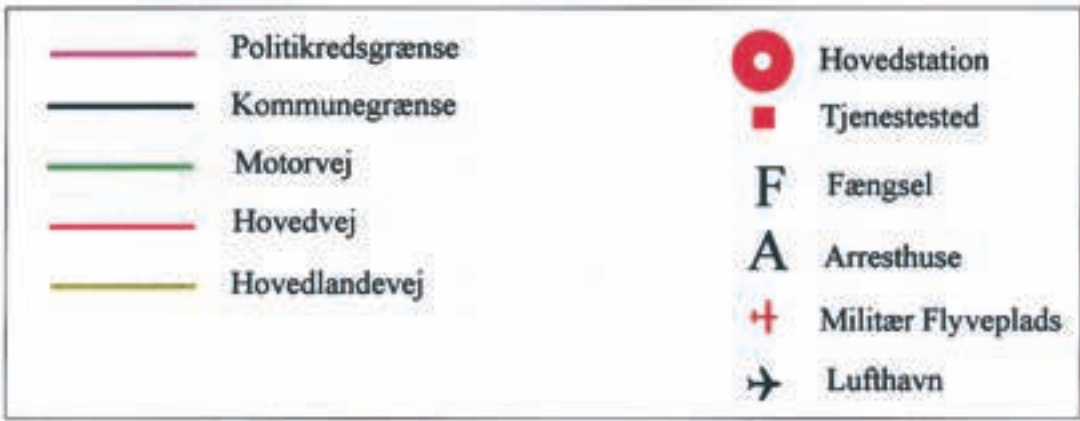 Politikredsgrænse
Kommunegrænse
Motorvej
Hovedvej
Hovedlandevej
Hovedstation
Tjenestested
F Fængsel
A Arresthuse
Militær Flyveplads
Lufthavn